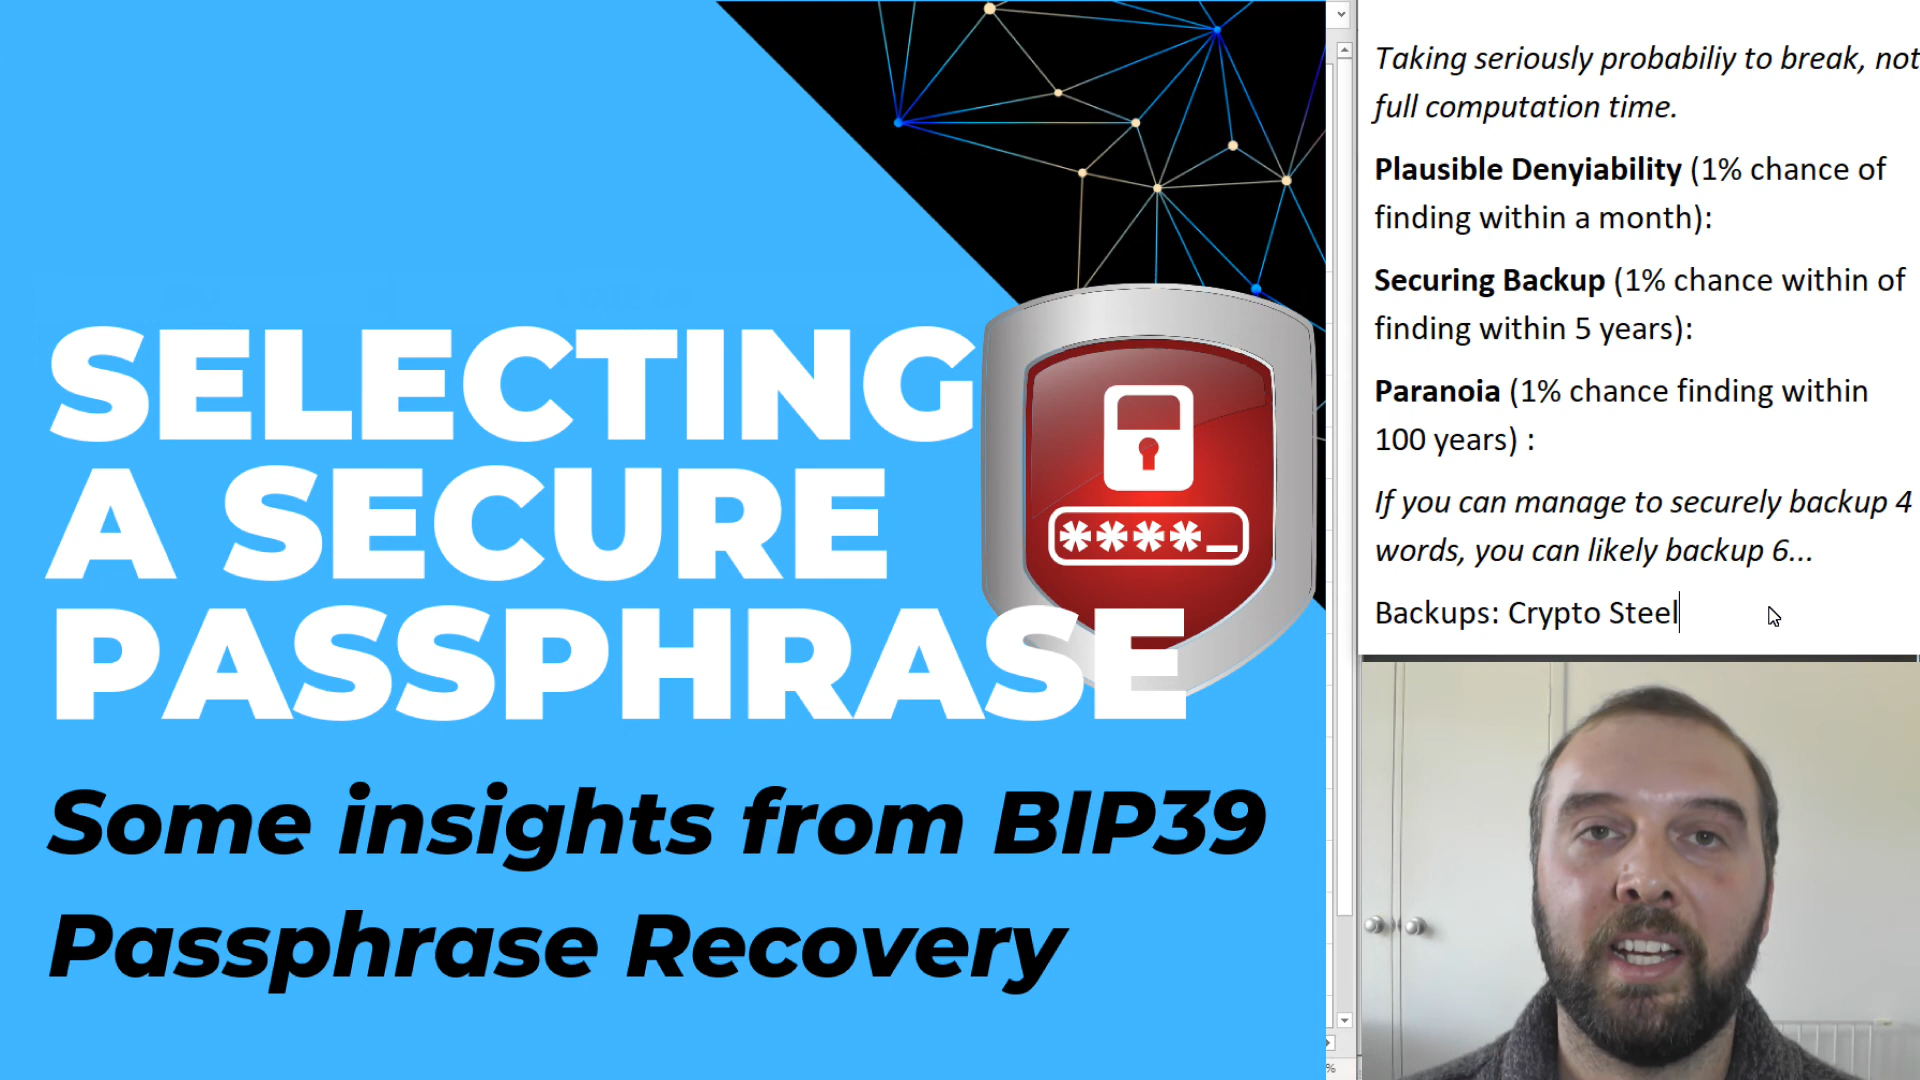 SELECTING
A SECURE
PASSPHRASE
Some insights from BIP39
Passphrase Recovery
****_
Taking seriously probabiliy to break, not
full computation time.
Plausible Denyiability (1% chance of
finding within a month):
Securing Backup (1% chance within of
finding within 5 years):
Paranoia (1% chance finding within
100 years) :
If you can manage to securely backup 4
words, you can likely backup 6...
Backups: Crypto Steel
%